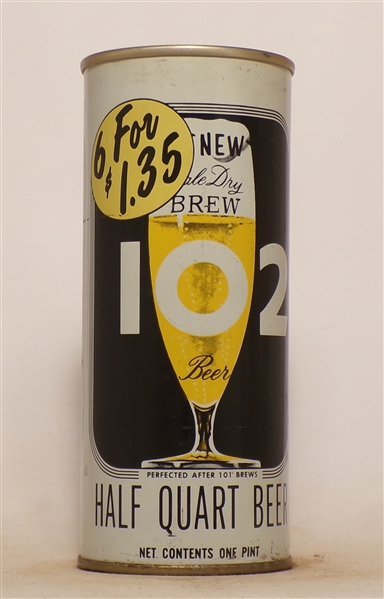 6 For
$1.35
NEW
Dry
BREW
102
Beer
PERFECTED AFTER 101 BREWS
HALF QUART BEER
NET CONTENTS ONE PINT